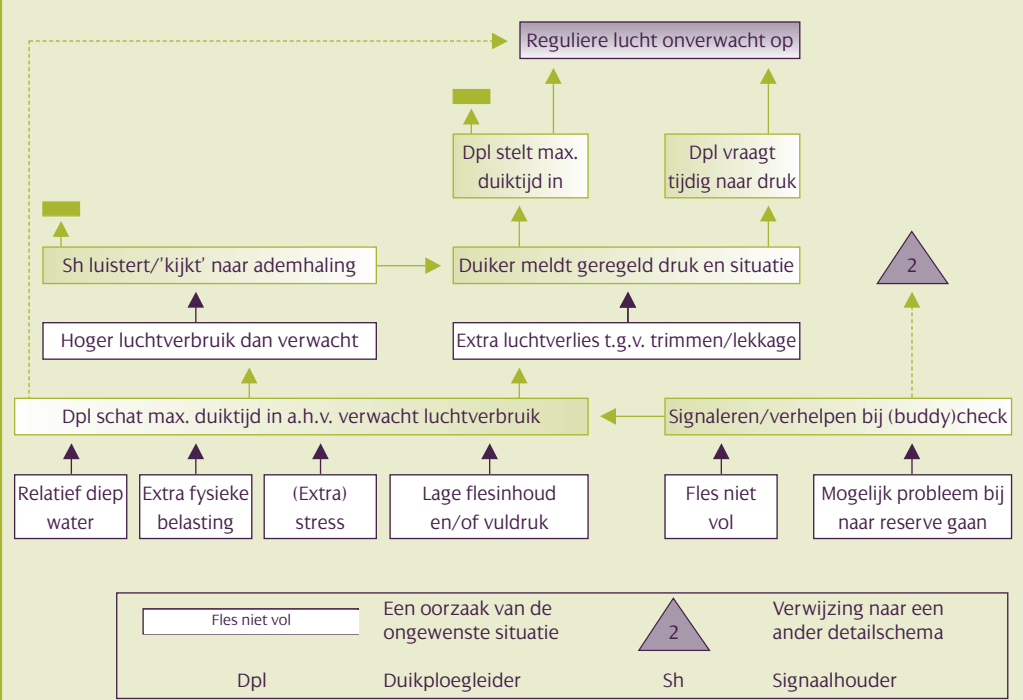 Reguliere lucht onverwacht op
Dpl stelt max.
duiktijd in
Dpl vraagt
tijdig naar druk
Sh luistert/'kijkt' naar ademhaling
Duiker meldt geregeld druk en situatie
2
Hoger luchtverbruik dan verwacht
Extra luchtverlies t.g.v. trimmen/lekkage
Dpl schat max. duiktijd in a.h.v. verwacht luchtverbruik
Signaleren/verhelpen bij (buddy)check
Relatief diep
water
Extra fysieke
belasting
(Extra)
stress
Lage flesinhoud
en/of vuldruk
Fles niet
vol
Mogelijk probleem bij
naar reserve gaan
Fles niet vol
Een oorzaak van de
ongewenste situatie
2
Verwijzing naar een
ander detailschema
Dpl
Duikploegleider
Sh
Signaalhouder